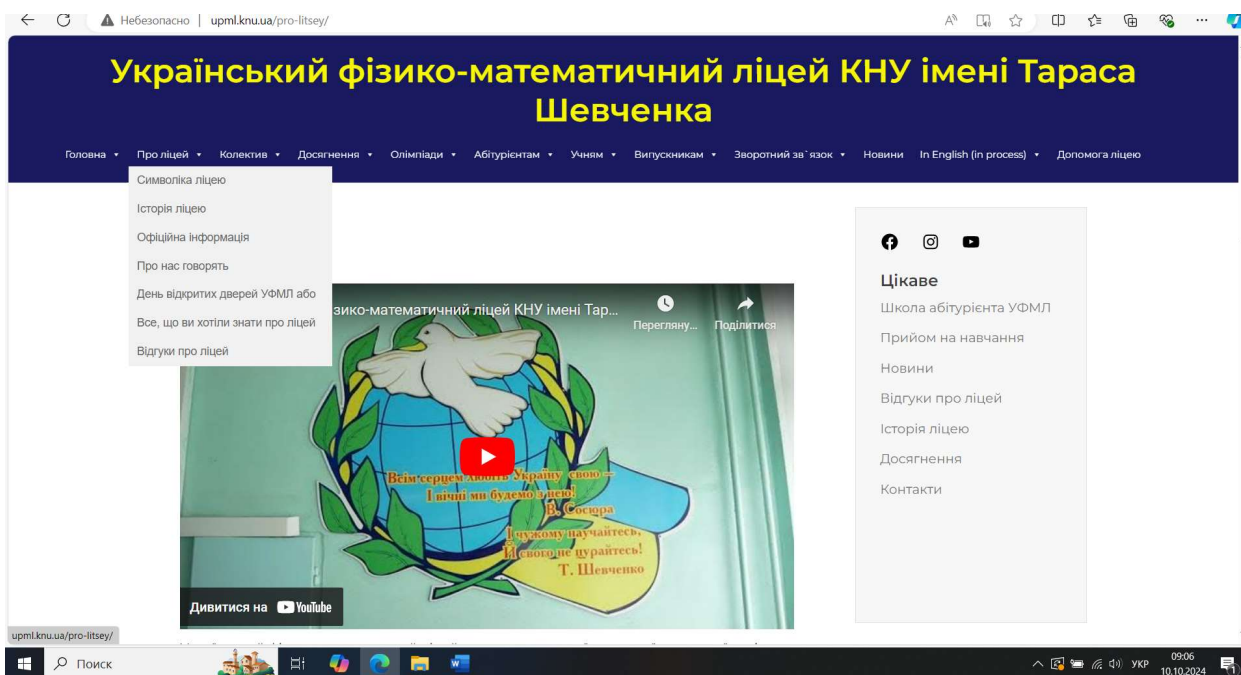 Небезопасно | upml.knu.ua/pro-litsey/
Український фізико-математичний ліцей КНУ імені Тараса
Шевченка
Головна Про ліцей Колектив Досягнення Олімпіади Абітурієнтам Учням Випускникам Зворотний зв`язок Новини In English (in process) Допомога ліцею
Символіка ліцею
Історія ліцею
Офіційна інформація
Про нас говорять
День відкритих дверей УФМЛ або
Все, що ви хотіли знати про ліцей
Відгуки про ліцей
зико-математичний ліцей КНУ імені Тар...
Перегляну...
Поділитися
Всім серцем любіть Україну свою –
І вічні ми будемо з нею!
В. Сосюра
І чужому научайтесь,
Й свого не цурайтесь!
Т. Шевченко
Дивитися на YouTube
Цікаве
Школа абітурієнта УФМЛ
Прийом на навчання
Новини
Відгуки про ліцей
Історія ліцею
Досягнення
Контакти
upml.knu.ua/pro-litsey/
Поиск
УКР
09:06
10.10.2024